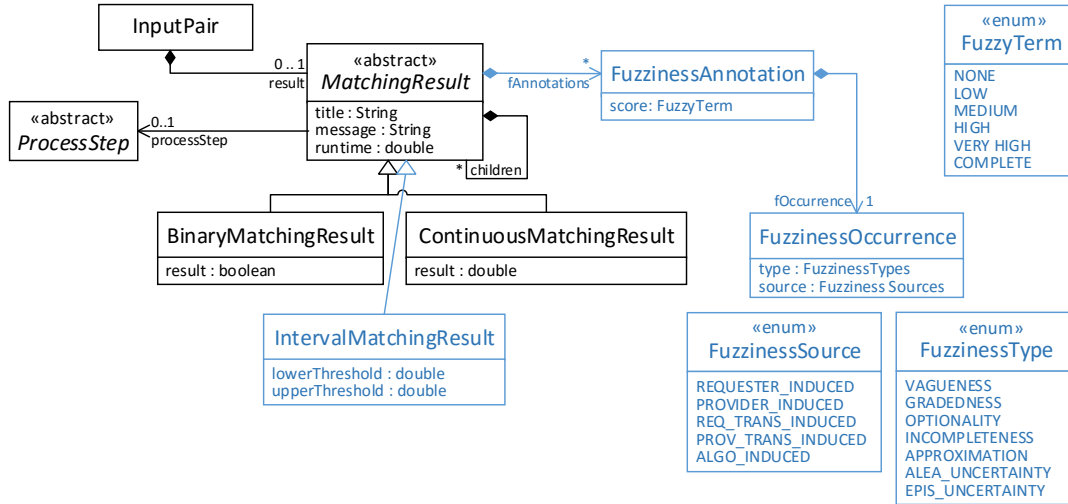 InputPair
0 .. 1
result
«abstract»
MatchingResult
title : String
message : String
runtime : double
*
children
«abstract»
ProcessStep
0..1
processStep
*
fAnnotations
FuzzinessAnnotation
score: FuzzyTerm
«enum»
FuzzyTerm
NONE
LOW
MEDIUM
HIGH
VERY HIGH
COMPLETE
fOccurrence
1
BinaryMatchingResult
result : boolean
ContinuousMatchingResult
result : double
FuzzinessOccurrence
type : FuzzinessTypes
source : Fuzziness Sources
IntervalMatchingResult
lowerThreshold : double
upperThreshold : double
«enum»
FuzzinessSource
REQUESTER_INDUCED
PROVIDER_INDUCED
REQ_TRANS_INDUCED
PROV_TRANS_INDUCED
ALGO_INDUCED
«enum»
FuzzinessType
VAGUENESS
GRADEDNESS
OPTIONALITY
INCOMPLETENESS
APPROXIMATION
ALEA_UNCERTAINTY
EPIS_UNCERTAINTY